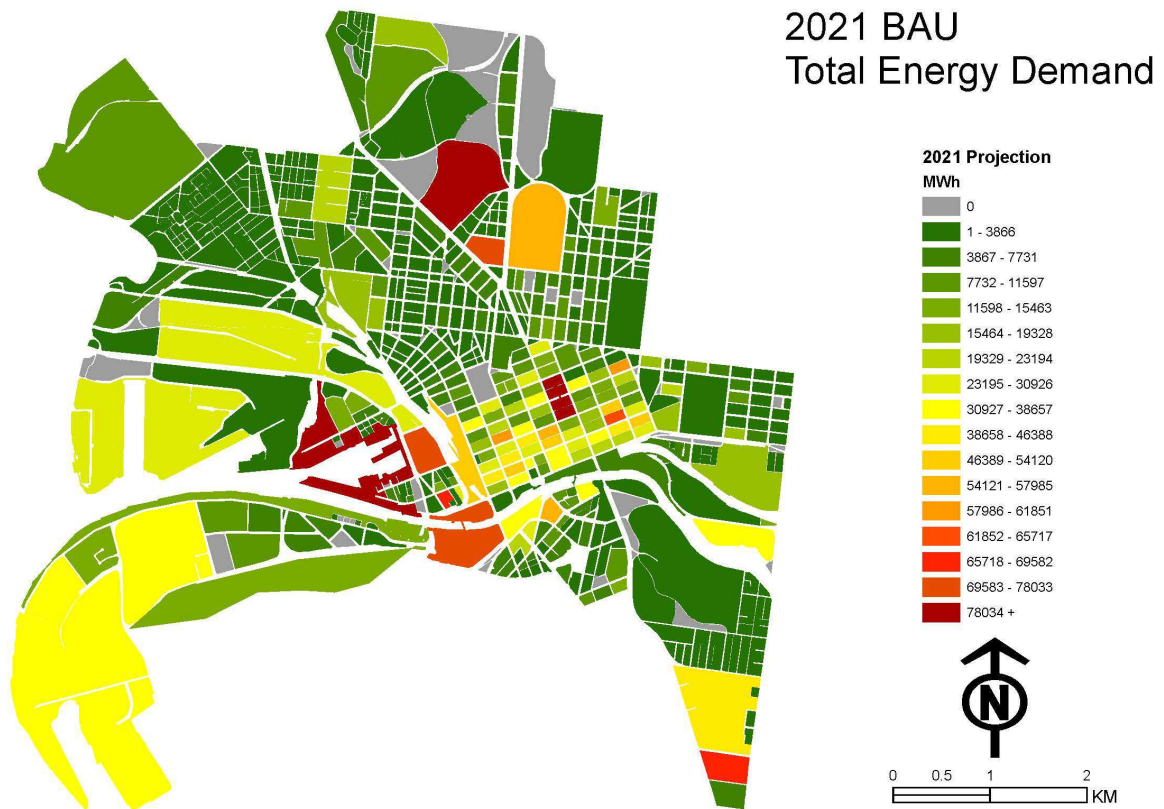 2021 BAU
Total Energy Demand
2021 Projection
MWh
0
1 - 3866
3867 - 7731
7732 - 11597
11598 - 15463
15464 - 19328
19329 - 23194
23195 - 30926
30927 - 38657
38658 - 46388
46389 - 54120
54121 - 57985
57986 - 61851
61852 - 65717
65718 - 69582
69583 - 78033
78034 +
N
0 0.5 1 2
KM